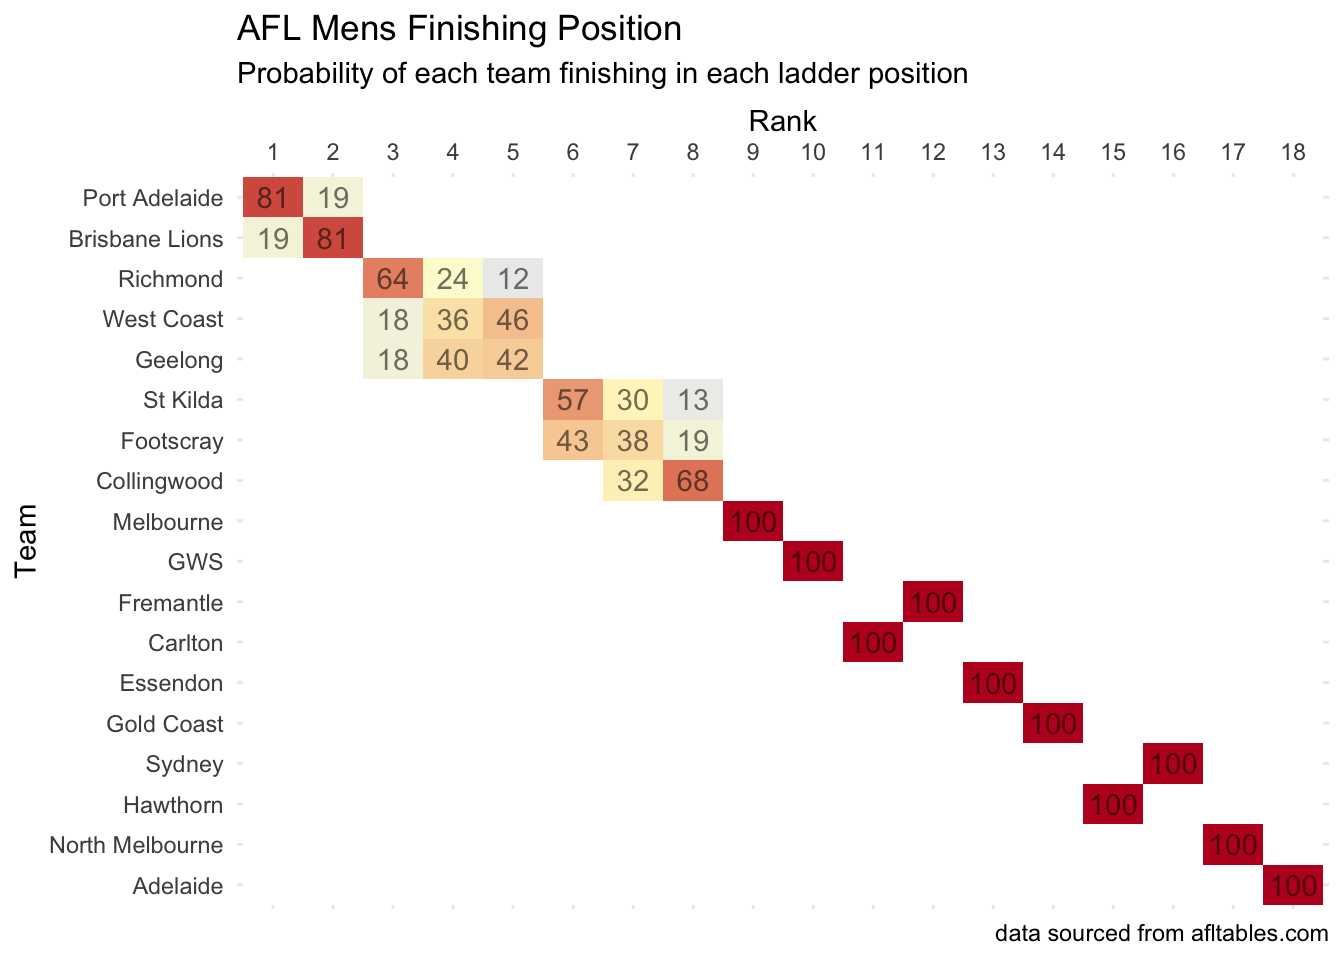 AFL Mens Finishing Position
Probability of each team finishing in each ladder position
Rank
1 2 3 4 5 6 7 8 9 10 11 12 13 14 15 16 17 18
Team
Port Adelaide 81 19
Brisbane Lions 19 81
Richmond 64 24 12
West Coast 18 36 46
Geelong 18 40 42
St Kilda 57 30 13
Footscray 43 38 19
Collingwood 32 68
Melbourne 100
GWS 100
Fremantle 100
Carlton 100
Essendon 100
Gold Coast 100
Sydney 100
Hawthorn 100
North Melbourne 100
Adelaide 100
data sourced from afltables.com